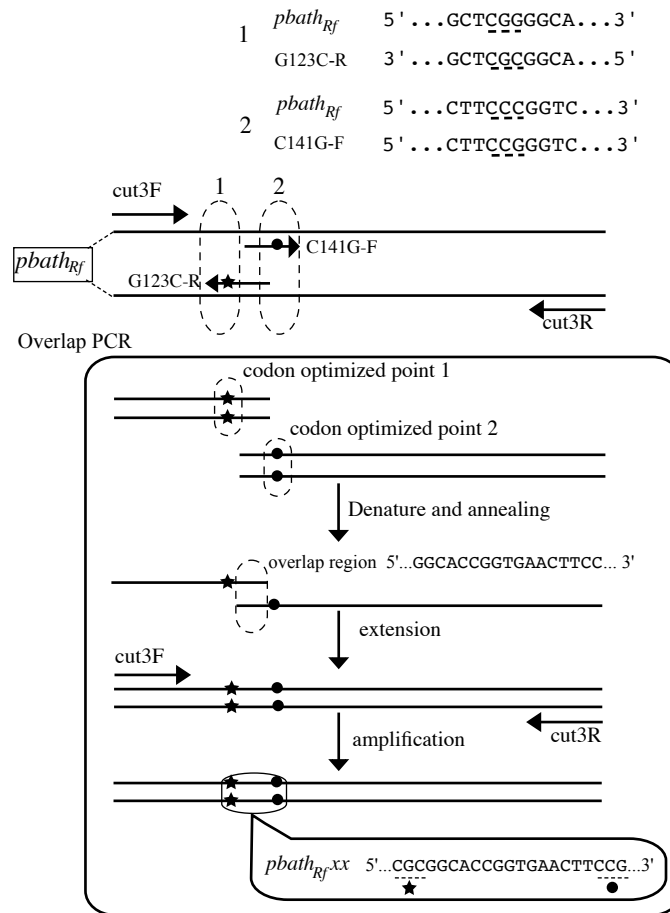 1
pbath_Rf 5'...GCTCGGGGCA...3'
G123C-R 3'...GCTCGCGGCA...5'
2
pbath_Rf 5'...CTTCCCGGTC...3'
C141G-F 5'...CTTCCGGGTC...3'
cut3F 1 2
C141G-F
pbath_Rf
G123C-R
cut3R
Overlap PCR
codon optimized point 1
codon optimized point 2
Denature and annealing
overlap region 5'...GGCACCGGTGAACTTCC... 3'
extension
cut3F
cut3R
amplification
pbath_Rf xx 5'...CGCGGCACCGGTGAACTTCCG...3'